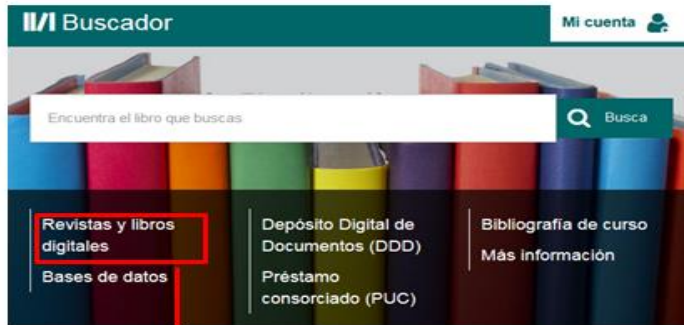 Buscador
Mi cuenta
Encuentra el libro que buscas
Busca
Revistas y libros
digitales
Bases de datos
Depósito Digital de
Documentos (DDD)
Préstamo
consorciado (PUC)
Bibliografía de curso
Más información